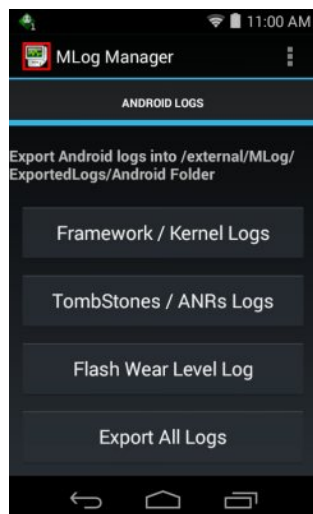 11:00 AM
MLog Manager
ANDROID LOGS
Export Android logs into /external/MLog/
ExportedLogs/Android Folder
Framework / Kernel Logs
TombStones / ANRs Logs
Flash Wear Level Log
Export All Logs